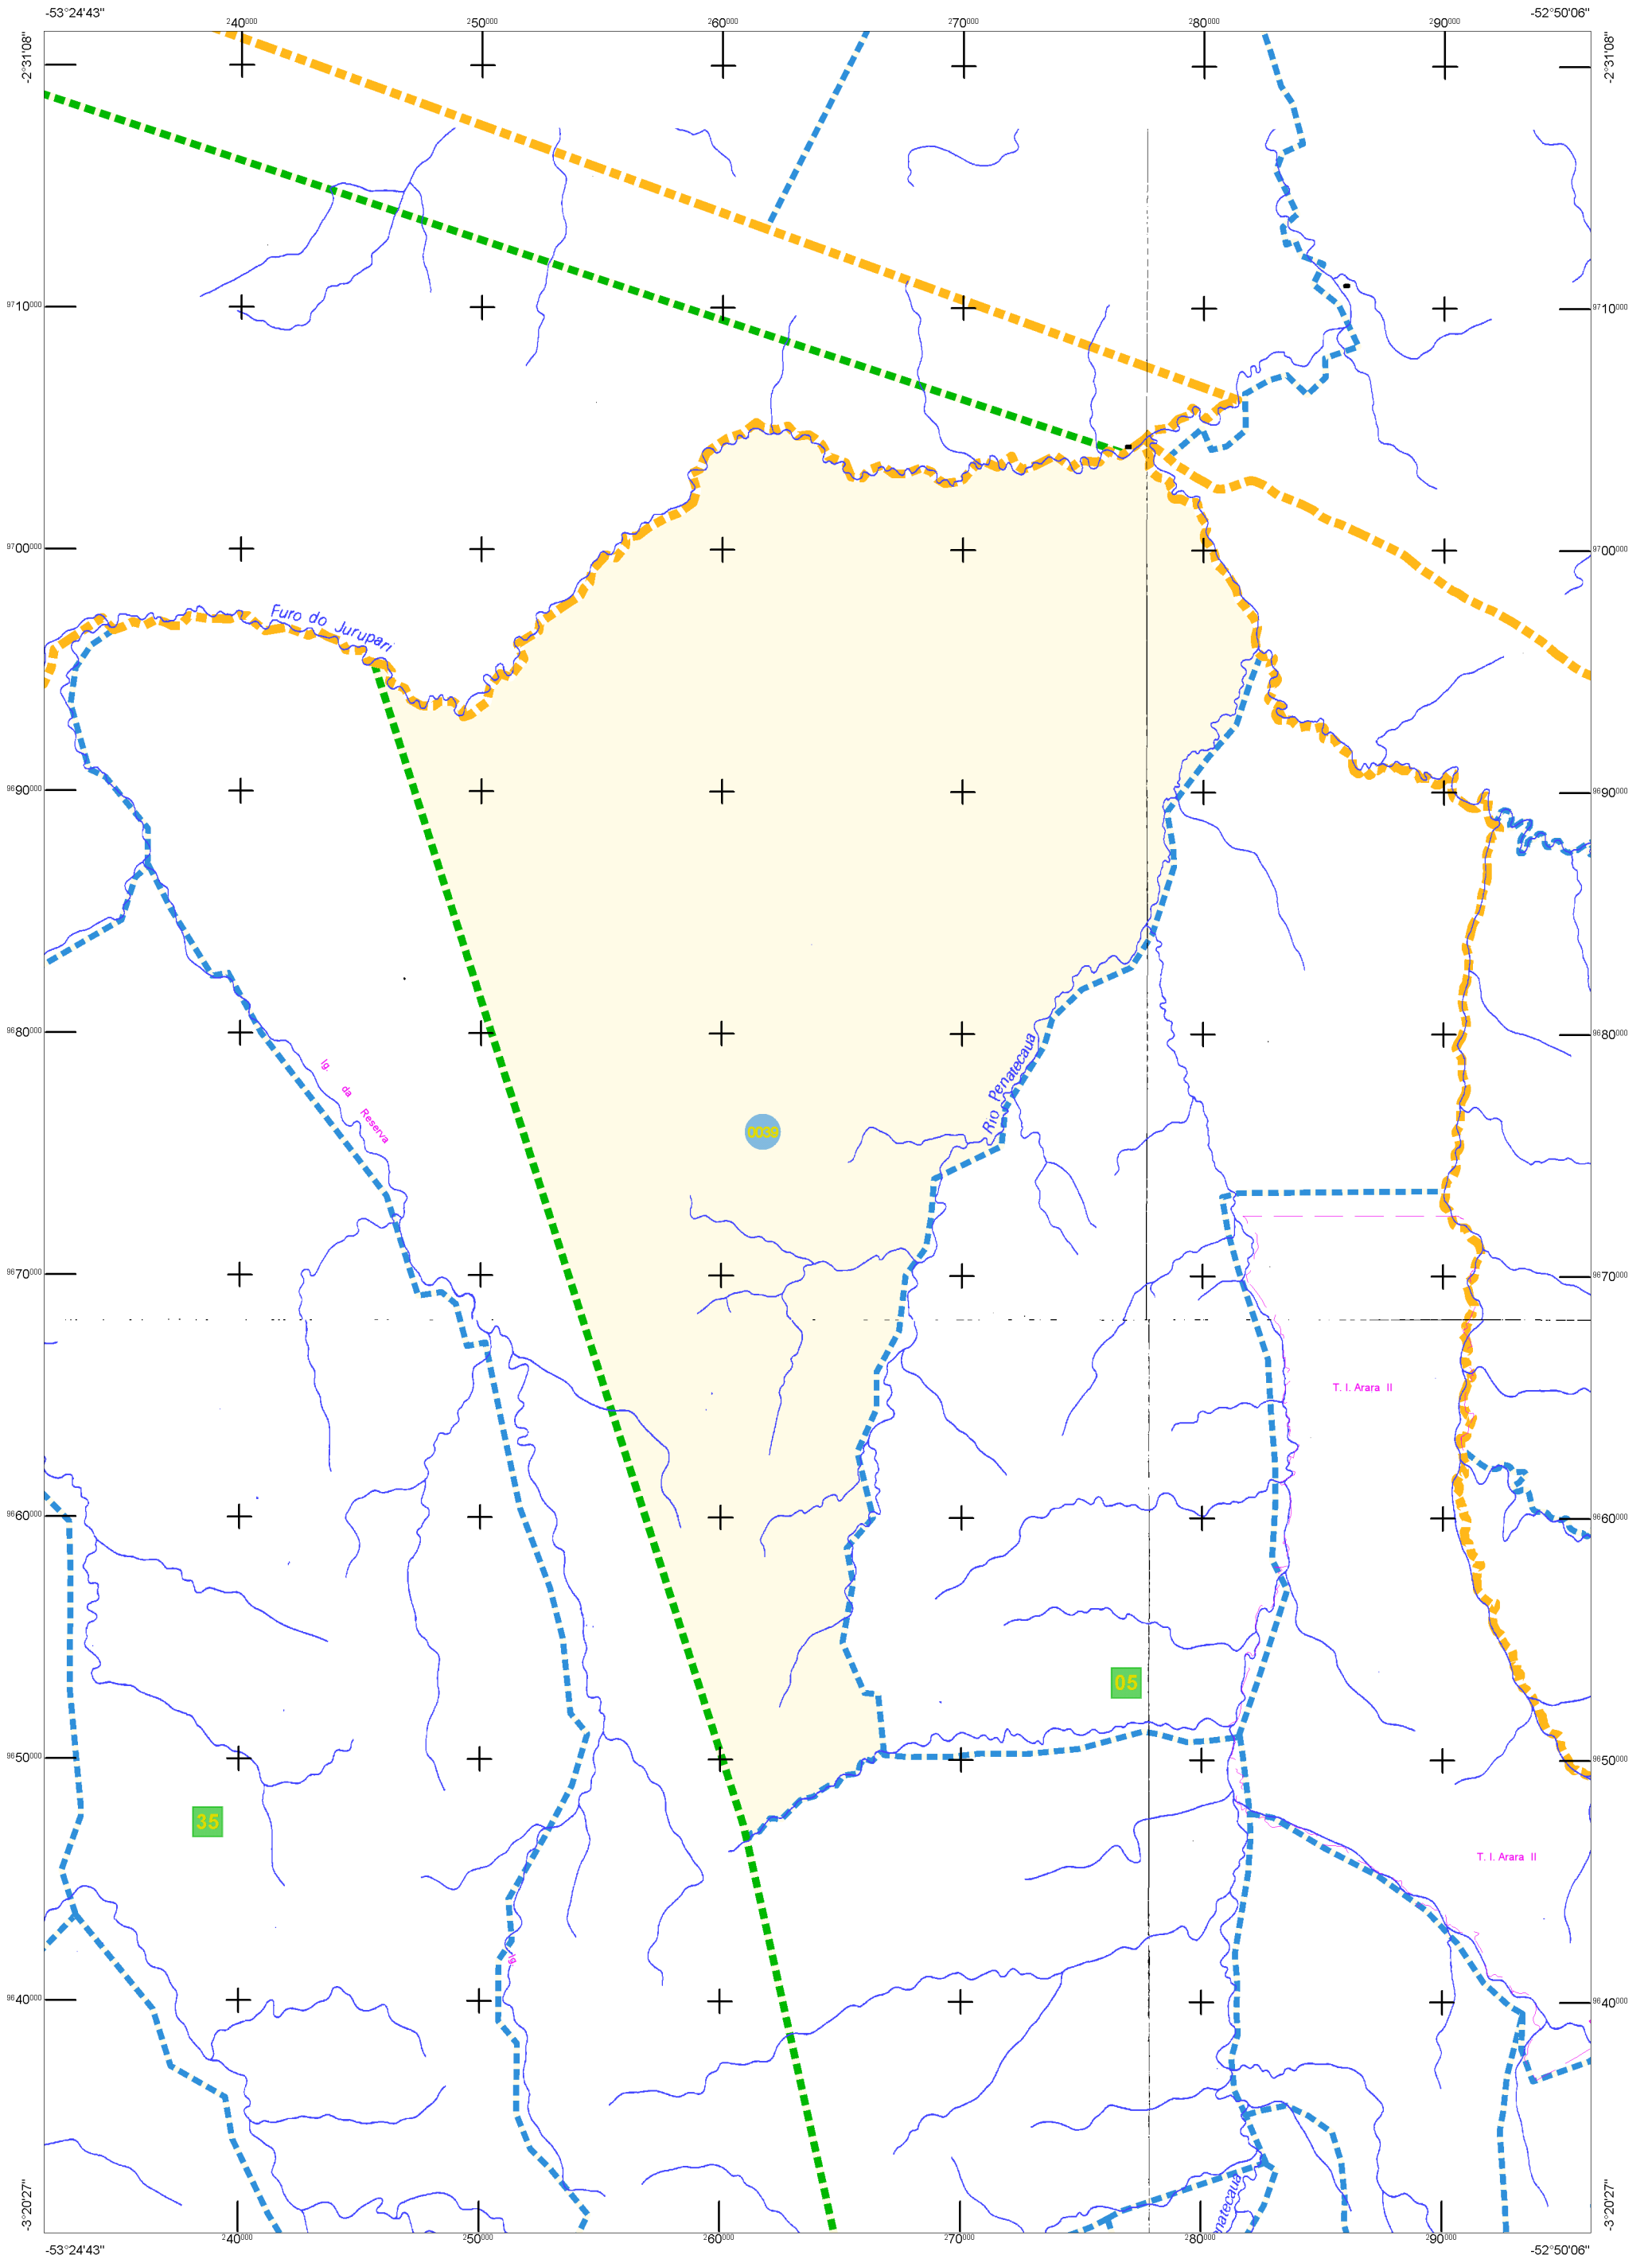 -53°24'43" -52°50'06"
²40⁰⁰⁰ ²50⁰⁰⁰ ²60⁰⁰⁰ ²70⁰⁰⁰ ²80⁰⁰⁰ ²90⁰⁰⁰
-2°31'08" -2°31'08"
⁹⁷10⁰⁰⁰ ⁹⁷10⁰⁰⁰
⁹⁷00⁰⁰⁰ ⁹⁷00⁰⁰⁰
Furo do Jurupari
⁹⁶90⁰⁰⁰ ⁹⁶90⁰⁰⁰
⁹⁶80⁰⁰⁰ ⁹⁶80⁰⁰⁰
Ig. da Reserva
Rio Penatecaua
0039
⁹⁶70⁰⁰⁰ ⁹⁶70⁰⁰⁰
T. I. Arara II
⁹⁶60⁰⁰⁰ ⁹⁶60⁰⁰⁰
05
⁹⁶50⁰⁰⁰ ⁹⁶50⁰⁰⁰
35
T. I. Arara II
Ig.
⁹⁶40⁰⁰⁰ ⁹⁶40⁰⁰⁰
natecaua
-3°20'27" -3°20'27"
²40⁰⁰⁰ ²50⁰⁰⁰ ²60⁰⁰⁰ ²70⁰⁰⁰ ²80⁰⁰⁰ ²90⁰⁰⁰
-53°24'43" -52°50'06"